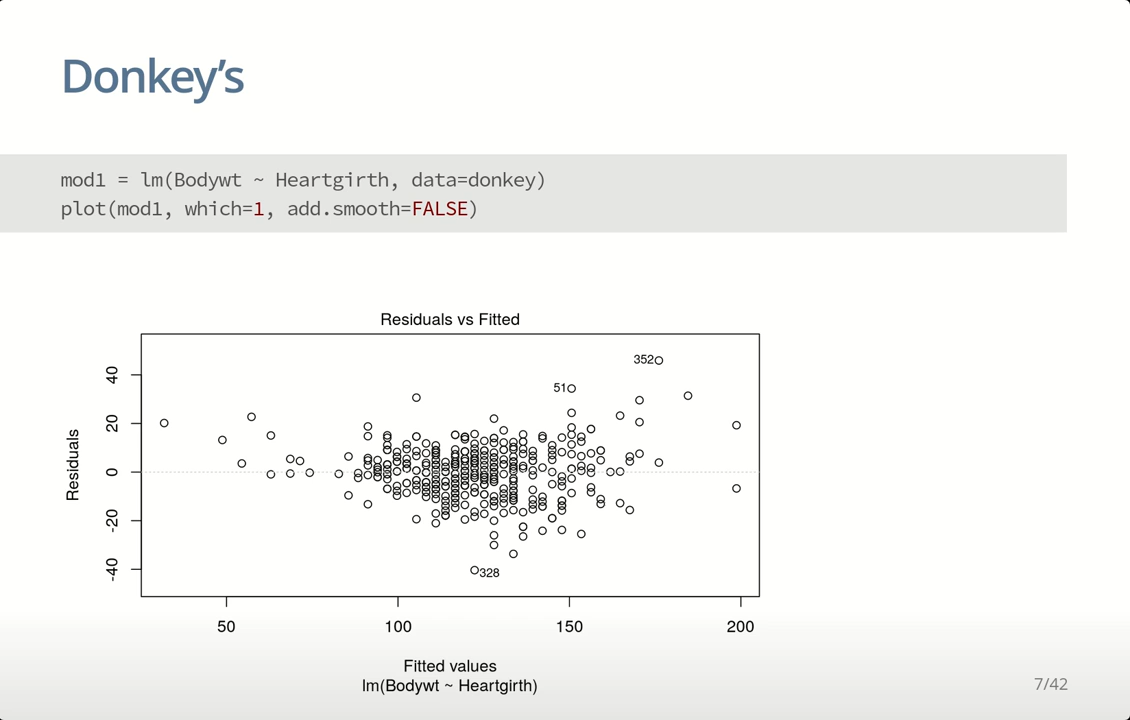 Donkey’s
mod1 = lm(Bodywt ~ Heartgirth, data=donkey)
plot(mod1, which=1, add.smooth=FALSE)
Residuals vs Fitted
Residuals
40
20
0
-20
-40
352
51
328
50
100
150
200
Fitted values
lm(Bodywt ~ Heartgirth)
7/42